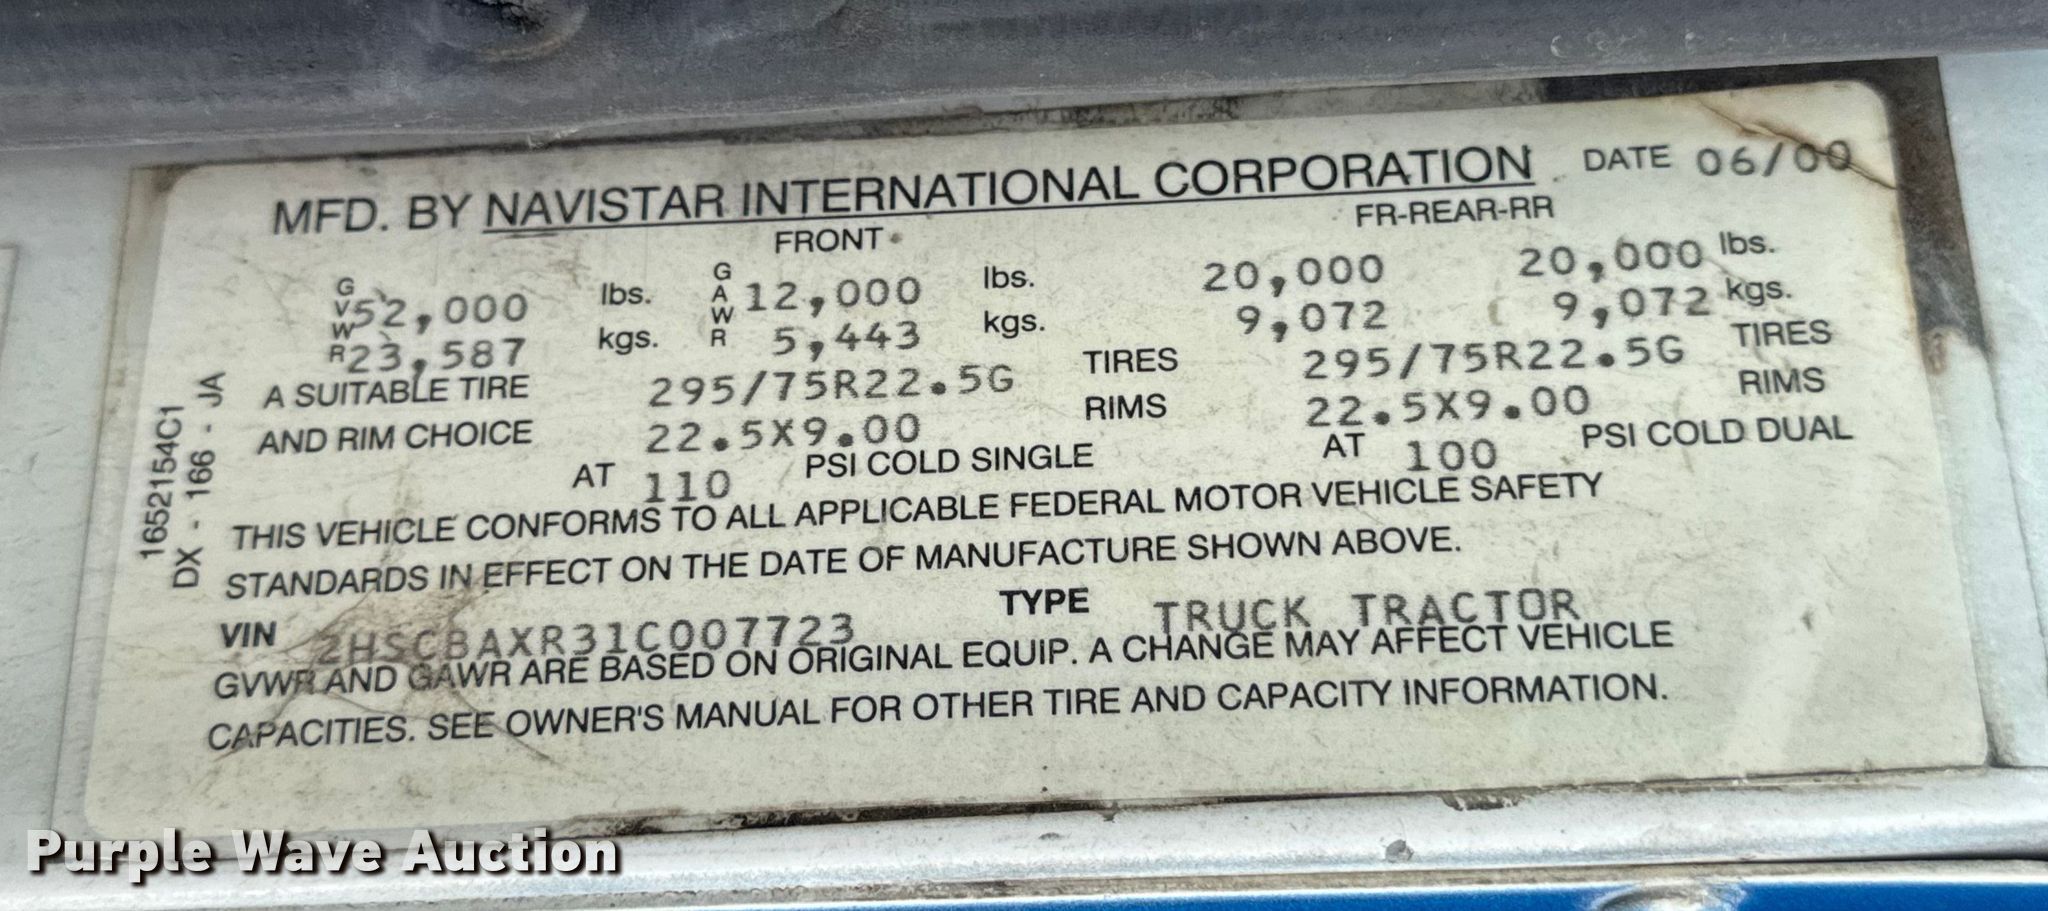 MFD. BY NAVISTAR INTERNATIONAL CORPORATION DATE 06/00
FRONT FR-REAR-RR
GVWR 52,000 lbs. GAWR 12,000 lbs. 20,000 20,000 lbs.
23,587 kgs. 5,443 kgs. 9,072 9,072 kgs.
A SUITABLE TIRE 295/75R22.5G TIRES 295/75R22.5G TIRES
AND RIM CHOICE 22.5X9.00 RIMS 22.5X9.00 RIMS
AT 110 PSI COLD SINGLE AT 100 PSI COLD DUAL
THIS VEHICLE CONFORMS TO ALL APPLICABLE FEDERAL MOTOR VEHICLE SAFETY
STANDARDS IN EFFECT ON THE DATE OF MANUFACTURE SHOWN ABOVE.
VIN 2HSCBAXR31C007723 TYPE TRUCK TRACTOR
GVWR AND GAWR ARE BASED ON ORIGINAL EQUIP. A CHANGE MAY AFFECT VEHICLE
CAPACITIES. SEE OWNER'S MANUAL FOR OTHER TIRE AND CAPACITY INFORMATION.
1652154C1
DX - 166 - JA
Purple Wave Auction